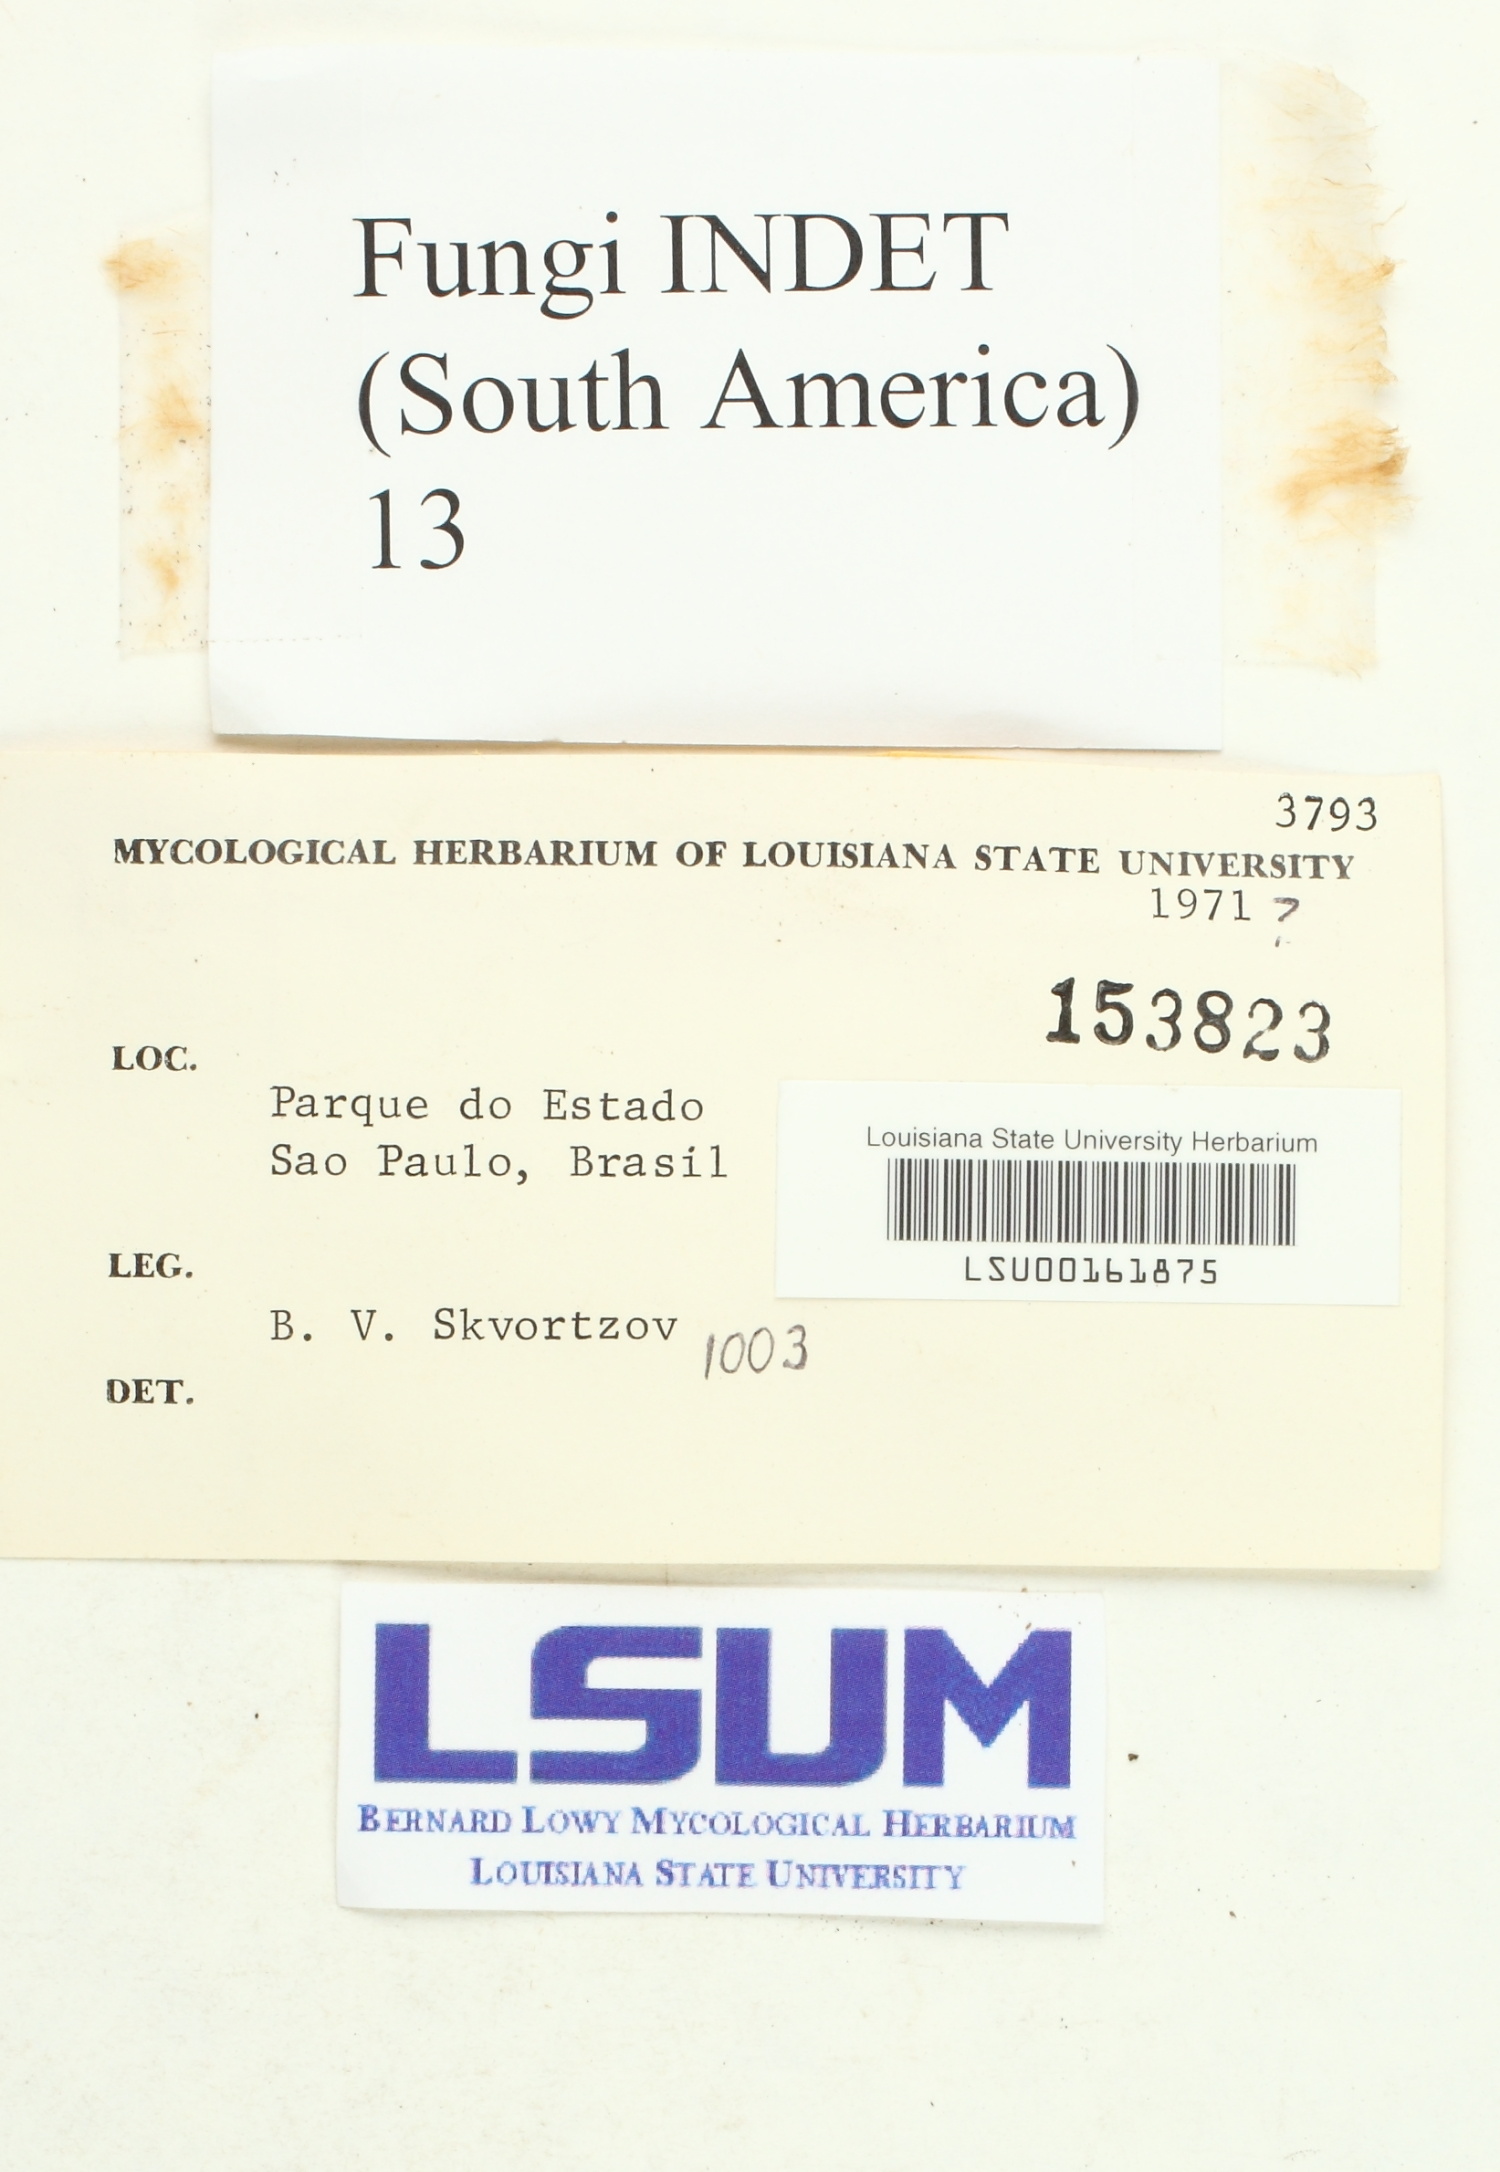 Fungi INDET
(South America)
13
3793
MYCOLOGICAL HERBARIUM OF LOUISIANA STATE UNIVERSITY
1971 ?
153823
LOC.
Parque do Estado
Sao Paulo, Brasil
Louisiana State University Herbarium
LSU00161875
LEG.
B. V. Skvortzov 1003
DET.
LSUM
BERNARD LOWY MYCOLOGICAL HERBARIUM
LOUISIANA STATE UNIVERSITY